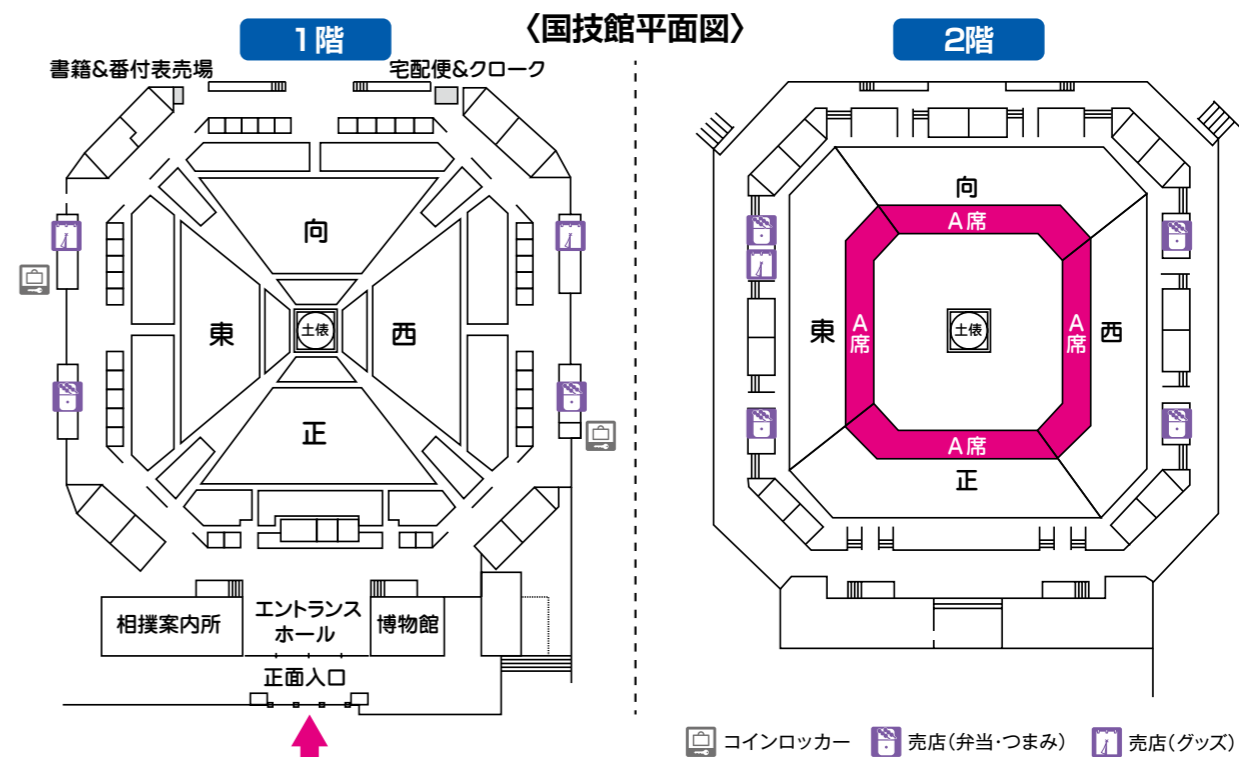 〈国技館平面図〉
1階
書籍&番付表売場
宅配便&クローク
向
東
土俵
西
正
相撲案内所
エントランス
ホール
博物館
正面入口
2階
向
A席
東
A席
土俵
A席
西
A席
正
コインロッカー
売店(弁当・つまみ)
売店(グッズ)